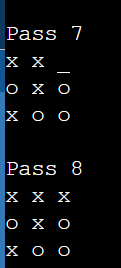 Pass 7
x x _
o x o
x o o

Pass 8
x x x
o x o
x o o